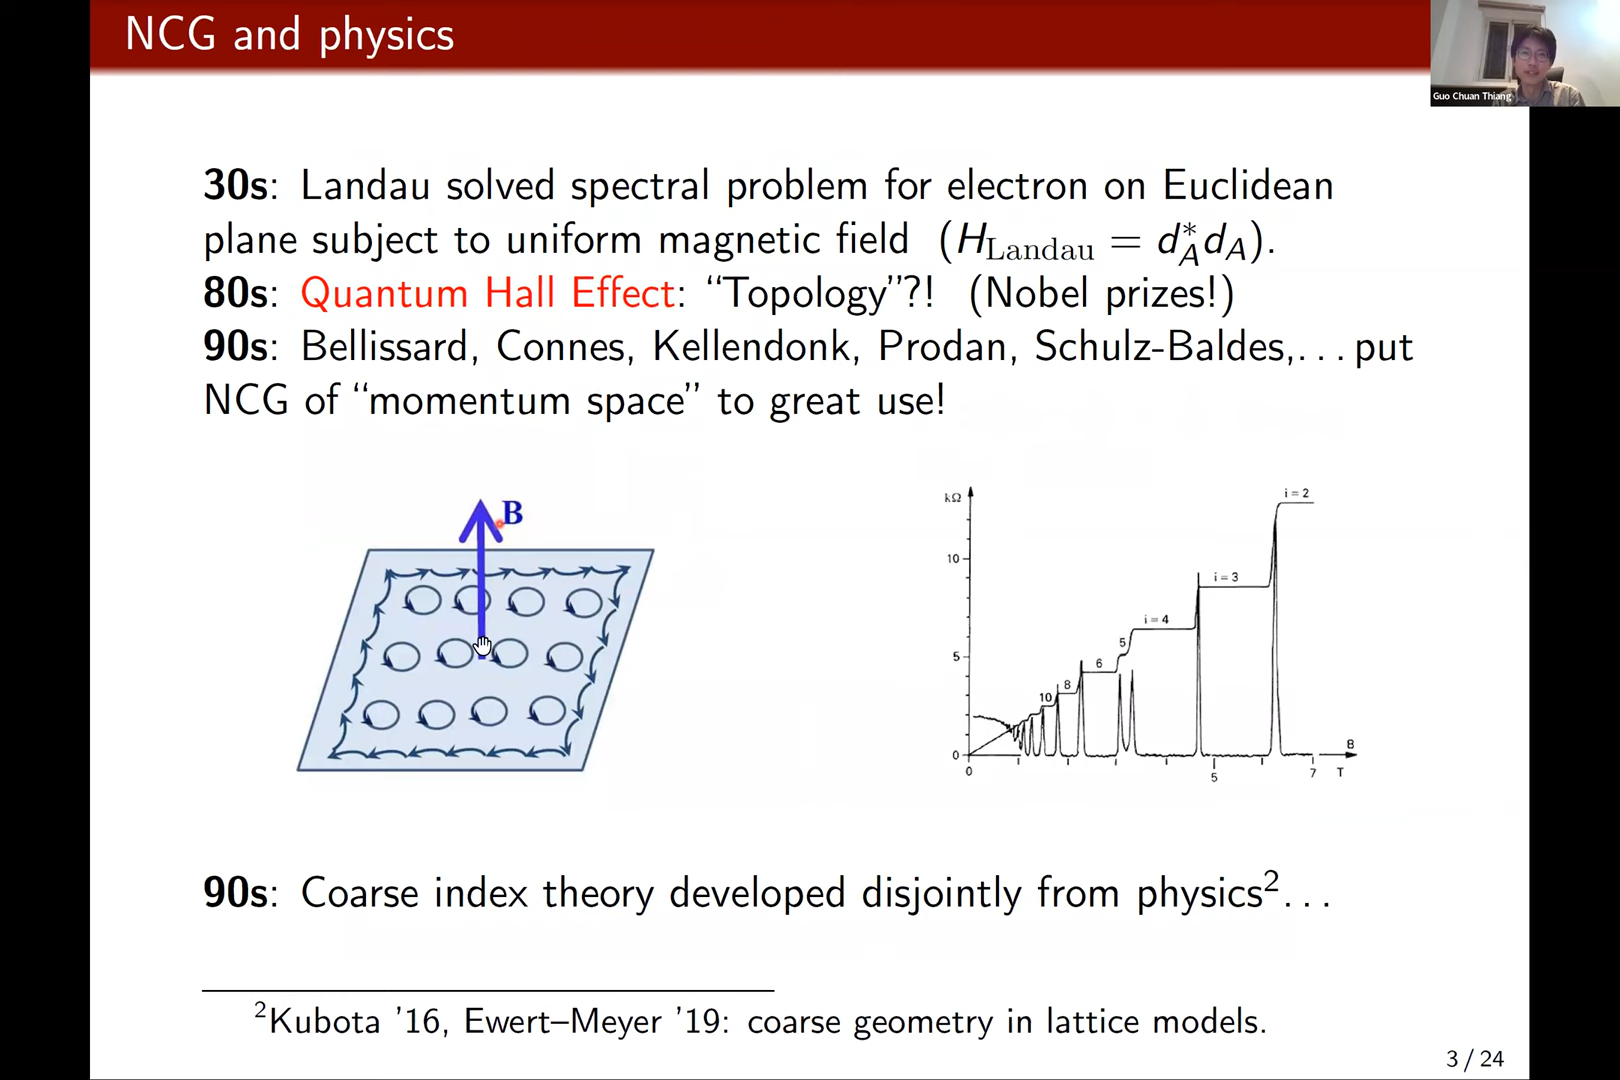 NCG and physics
Guo Chuan Thiang
30s: Landau solved spectral problem for electron on Euclidean
plane subject to uniform magnetic field (H_Landau = d*_A d_A).
80s: Quantum Hall Effect: “Topology”?! (Nobel prizes!)
90s: Bellissard, Connes, Kellendonk, Prodan, Schulz-Baldes,... put
NCG of “momentum space” to great use!
B
kΩ
i = 2
10
i = 3
i = 4
5
5
6
8
10
0
B
0
5
7
T
90s: Coarse index theory developed disjointly from physics²...
²Kubota ’16, Ewert–Meyer ’19: coarse geometry in lattice models.
3 / 24